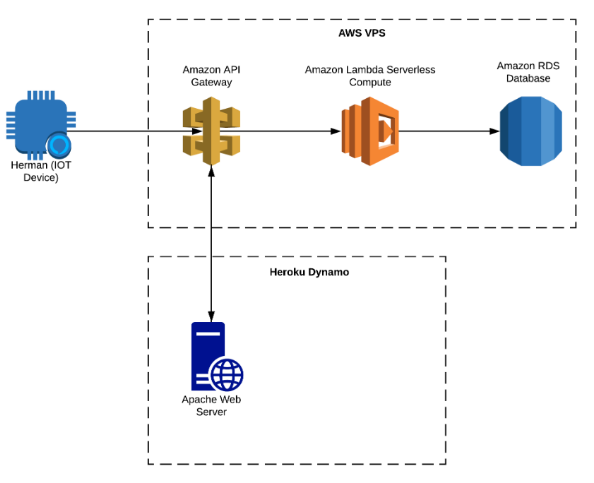 AWS VPS
Amazon API
Gateway
Amazon Lambda Serverless
Compute
Amazon RDS
Database
Herman (IOT
Device)
Heroku Dynamo
Apache Web
Server